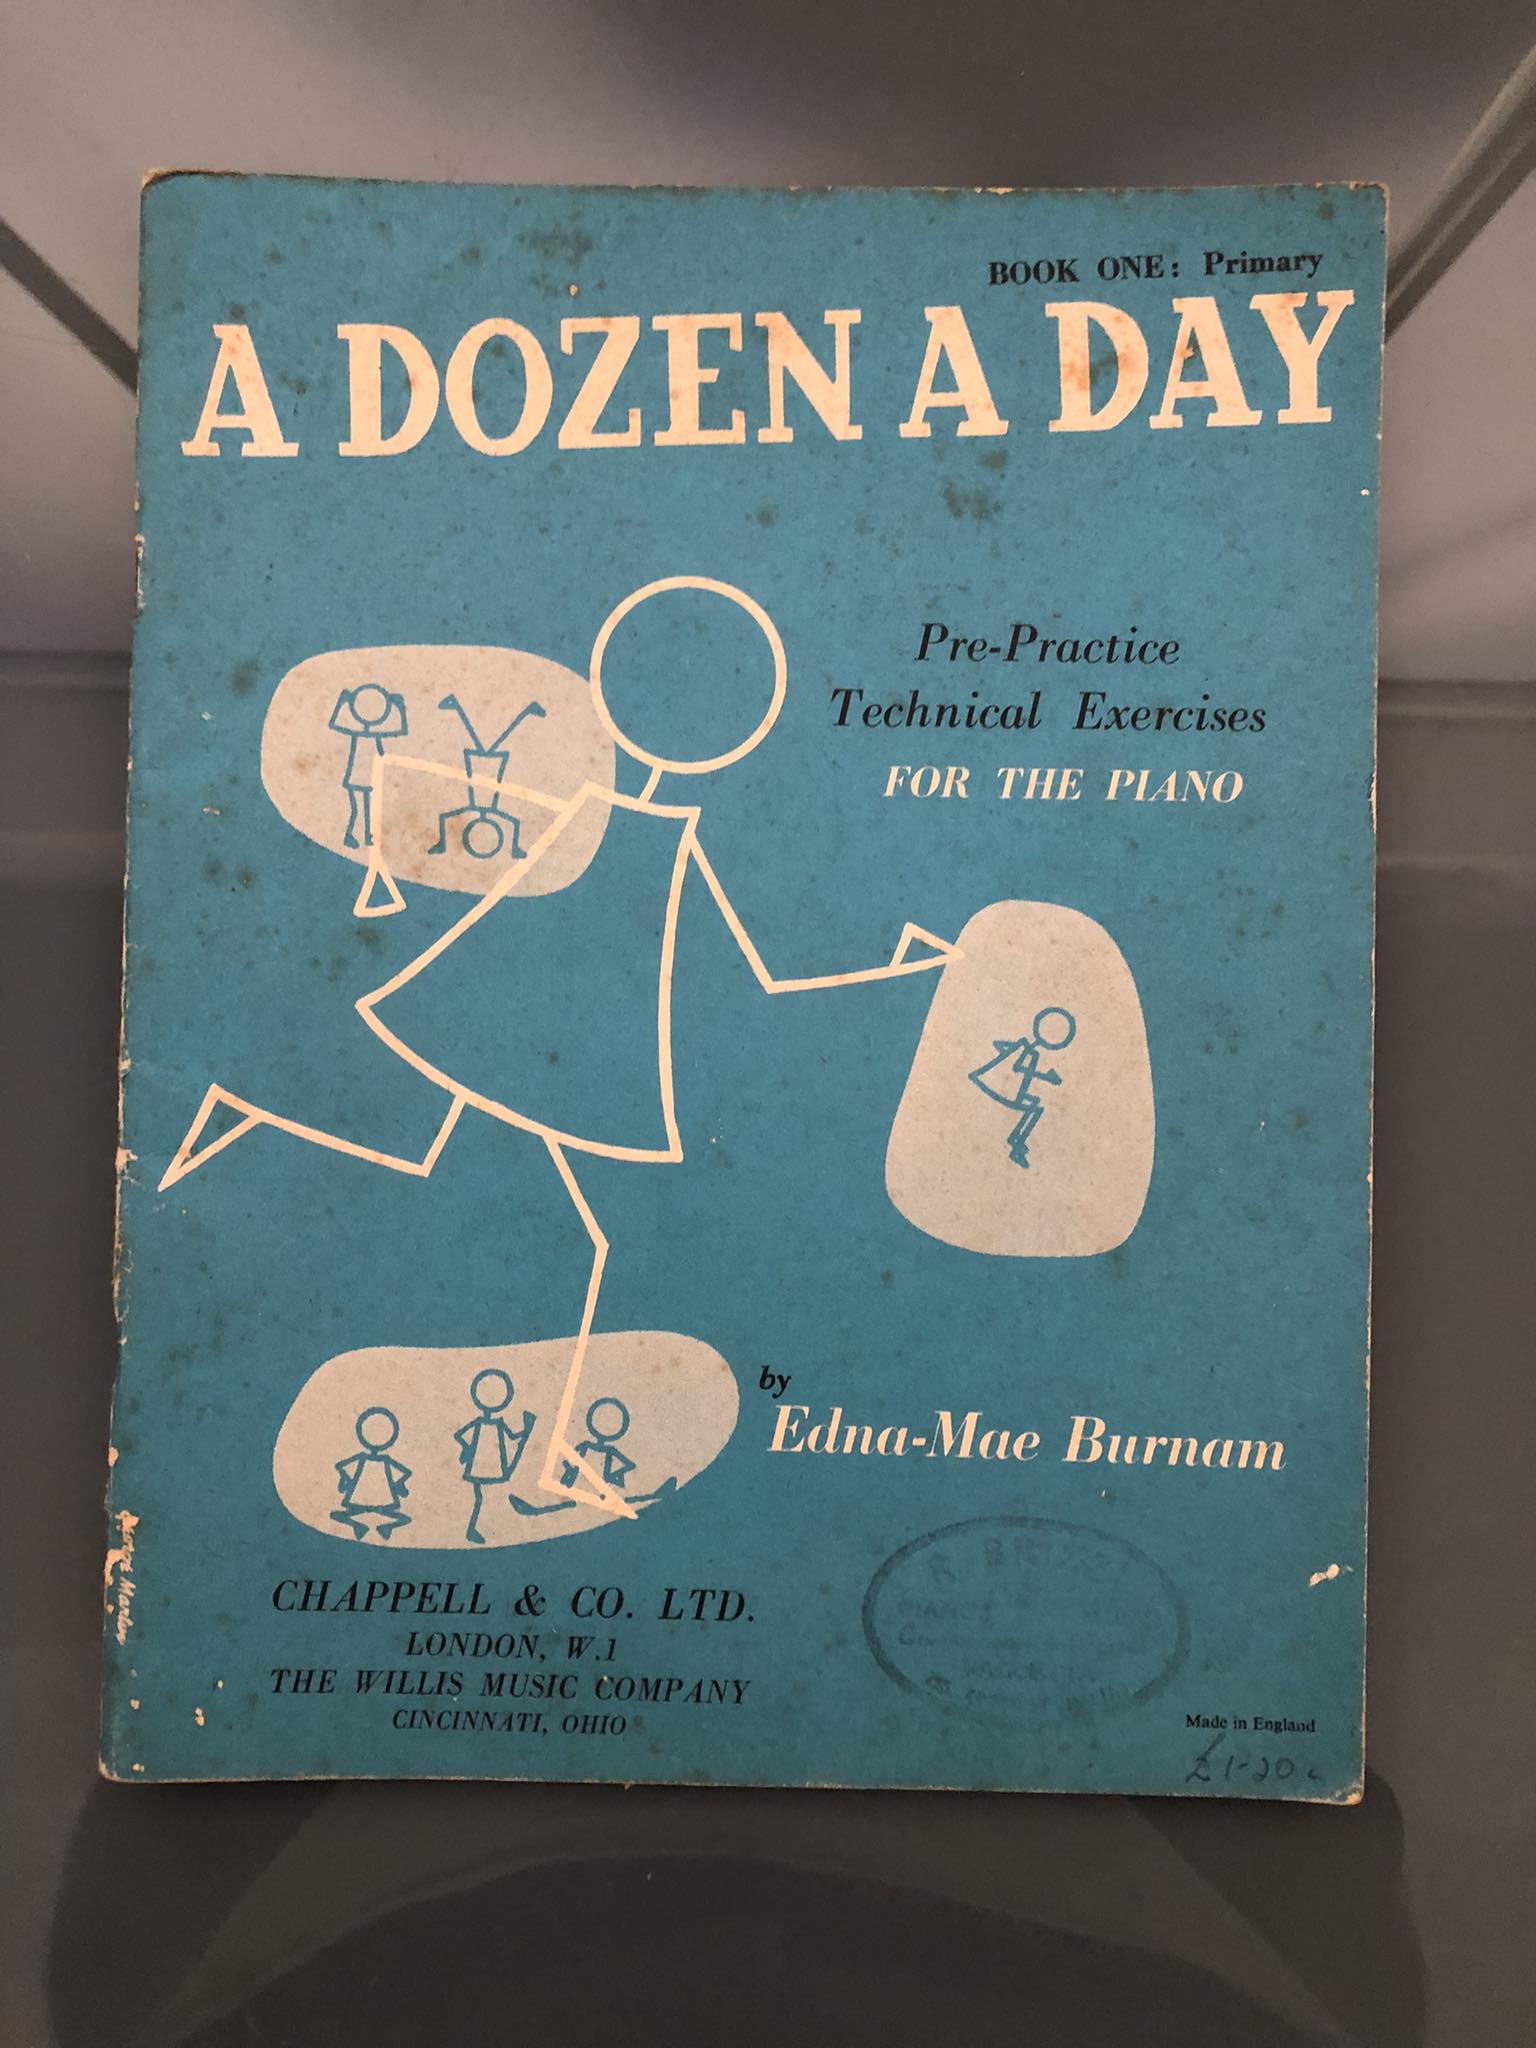 BOOK ONE: Primary
A DOZEN A DAY
Pre-Practice
Technical Exercises
FOR THE PIANO
by
Edna-Mae Burnam
CHAPPELL & CO. LTD.
LONDON, W.1
THE WILLIS MUSIC COMPANY
CINCINNATI, OHIO
Made in England
£1-20